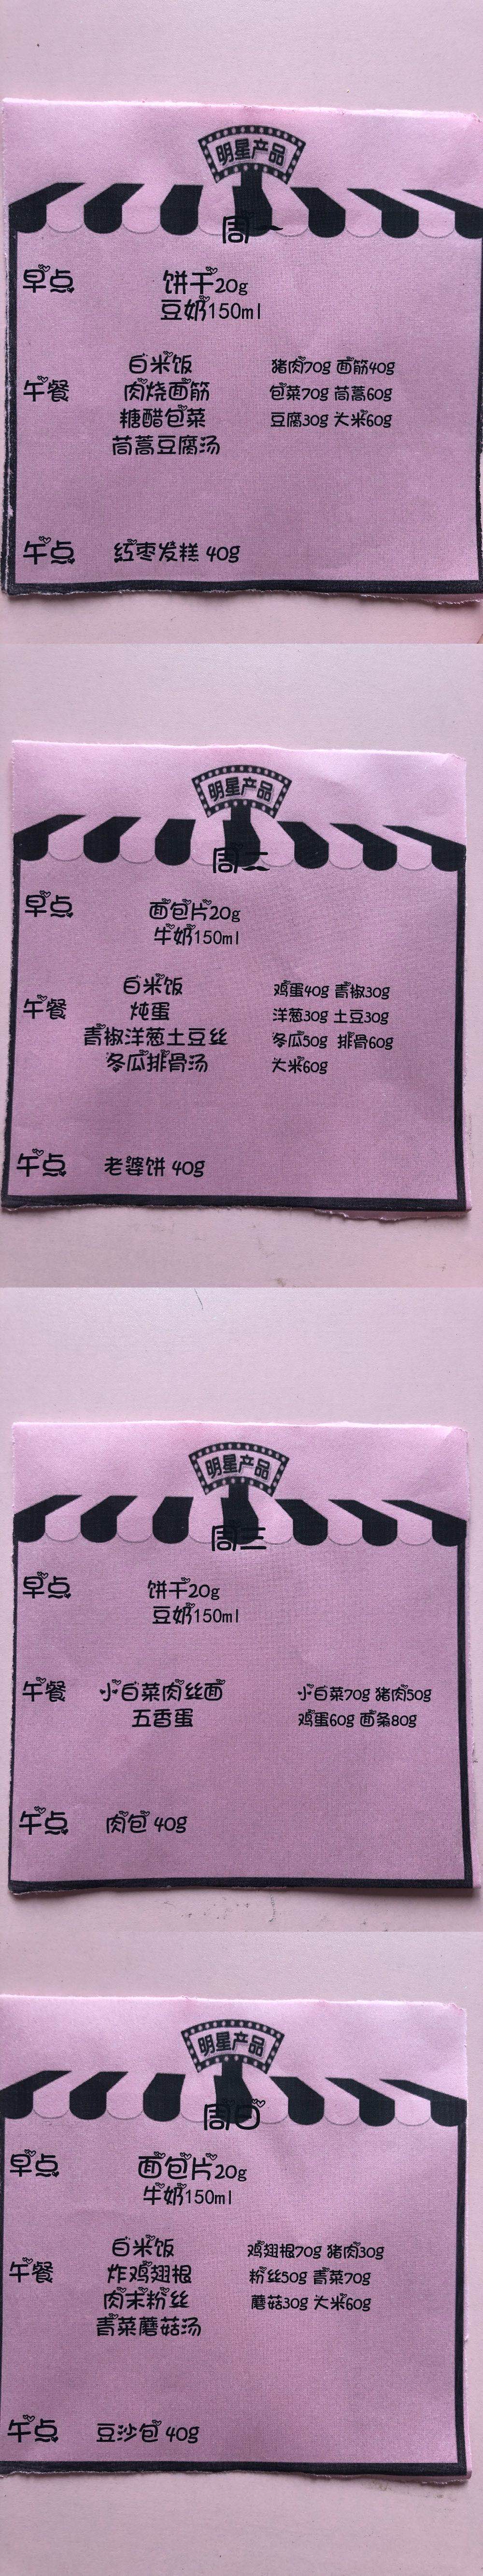 明星产品
周一
早点
饼干20g
豆奶150ml
午餐
白米饭
肉烧面筋
糖醋包菜
茼蒿豆腐汤
猪肉70g 面筋40g
包菜70g 茼蒿60g
豆腐30g 大米60g
午点
红枣发糕 40g
明星产品
周二
早点
面包片20g
牛奶150ml
午餐
白米饭
炖蛋
青椒洋葱土豆丝
冬瓜排骨汤
鸡蛋40g 青椒30g
洋葱30g 土豆30g
冬瓜50g 排骨60g
大米60g
午点
老婆饼 40g
明星产品
周三
早点
饼干20g
豆奶150ml
午餐
小白菜肉丝面
五香蛋
小白菜70g 猪肉50g
鸡蛋60g 面条80g
午点
肉包 40g
明星产品
周四
早点
面包片20g
牛奶150ml
午餐
白米饭
炸鸡翅根
肉末粉丝
青菜蘑菇汤
鸡翅根70g 猪肉30g
粉丝50g 青菜70g
蘑菇30g 大米60g
午点
豆沙包 40g